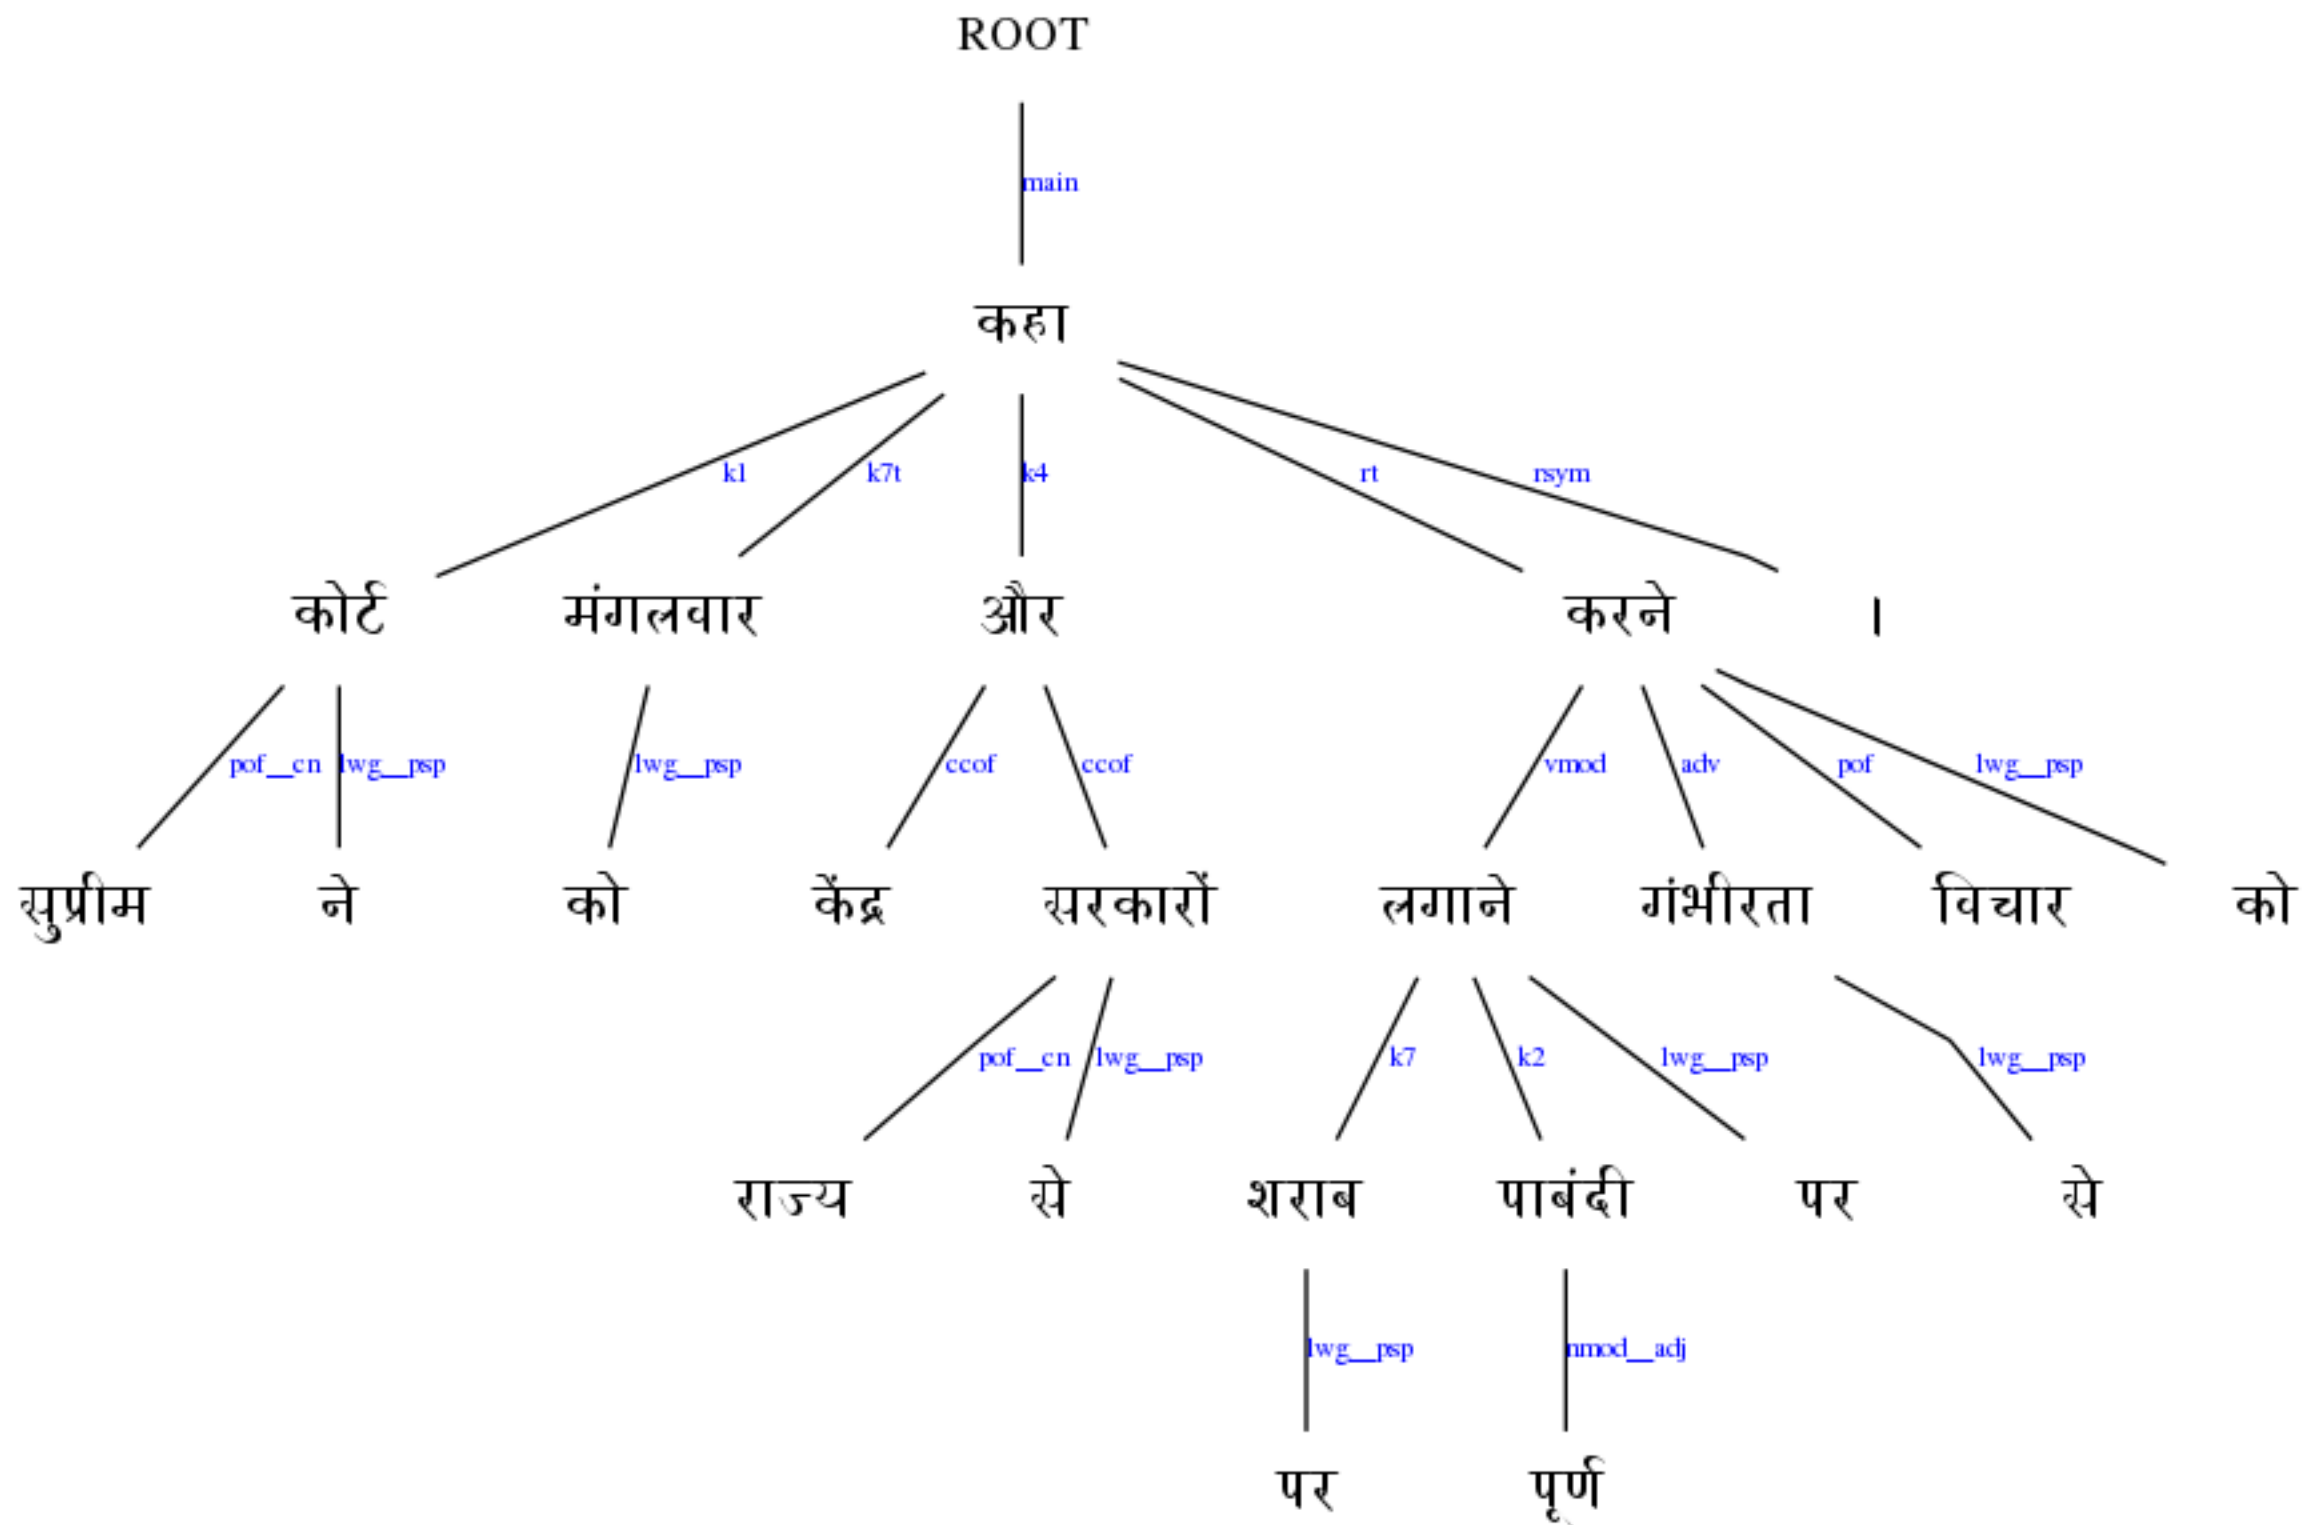 ROOT
main
कहा
k1 k7t k4 rt rsym
कोर्ट मंगलवार और करने ।
pof__cn lwg__psp lwg__psp ccof ccof vmod adv pof lwg__psp
सुप्रीम ने को केंद्र सरकारों लगाने गंभीरता विचार को
pof__cn lwg__psp k7 k2 lwg__psp lwg__psp
राज्य से शराब पाबंदी पर से
lwg__psp nmod__adj
पर पूर्ण